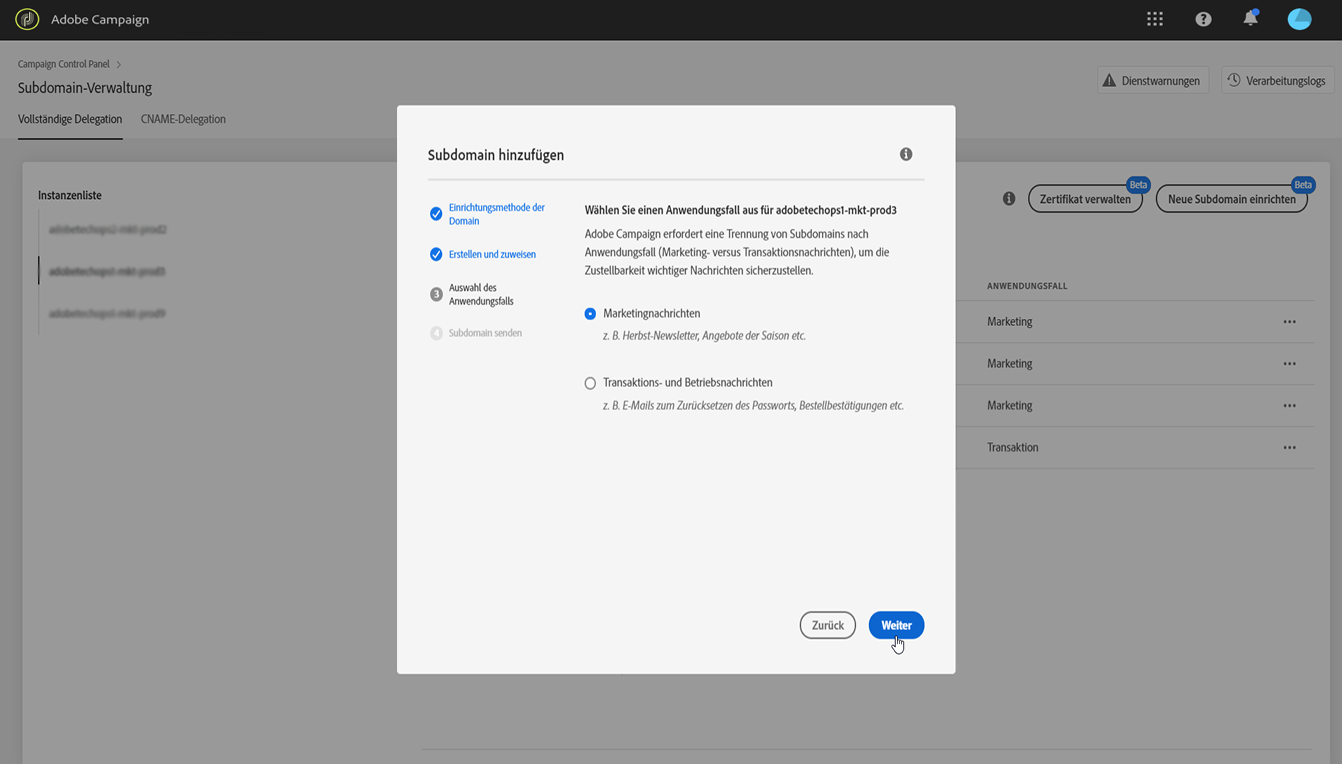 Adobe Campaign
Campaign Control Panel
Subdomain-Verwaltung
Dienstwarnungen
Verarbeitungslogs
Vollständige Delegation
CNAME-Delegation
Instanzenliste
Subdomain hinzufügen
Einrichtungsmethode der
Domain
Erstellen und zuweisen
3
Auswahl des
Anwendungsfalls
4
Subdomain senden
Wählen Sie einen Anwendungsfall aus für adobetechops1-mkt-prod3
Adobe Campaign erfordert eine Trennung von Subdomains nach
Anwendungsfall (Marketing- versus Transaktionsnachrichten), um die
Zustellbarkeit wichtiger Nachrichten sicherzustellen.
Marketingnachrichten
z. B. Herbst-Newsletter, Angebote der Saison etc.
Transaktions- und Betriebsnachrichten
z. B. E-Mails zum Zurücksetzen des Passworts, Bestellbestätigungen etc.
Zurück
Weiter
Beta
Zertifikat verwalten
Beta
Neue Subdomain einrichten
ANWENDUNGSFALL
Marketing
Marketing
Marketing
Transaktion